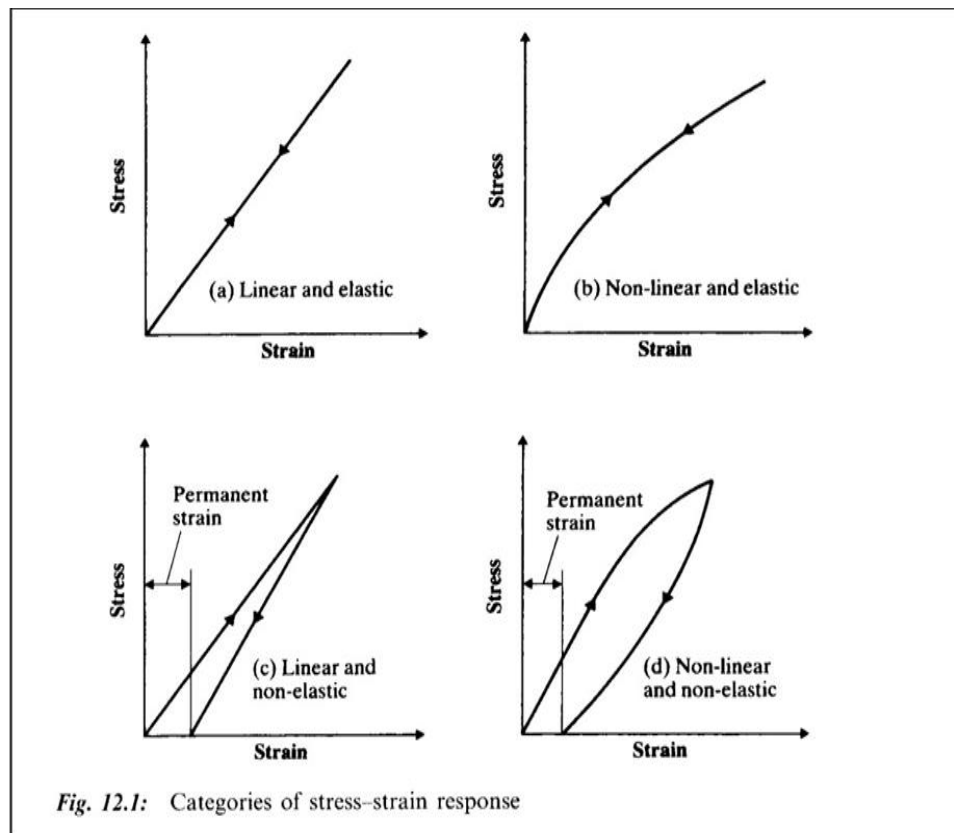 Stress
(a) Linear and elastic
Strain
Stress
(b) Non-linear and elastic
Strain
Permanent
strain
Stress
(c) Linear and
non-elastic
Strain
Permanent
strain
Stress
(d) Non-linear
and non-elastic
Strain
Fig. 12.1: Categories of stress–strain response